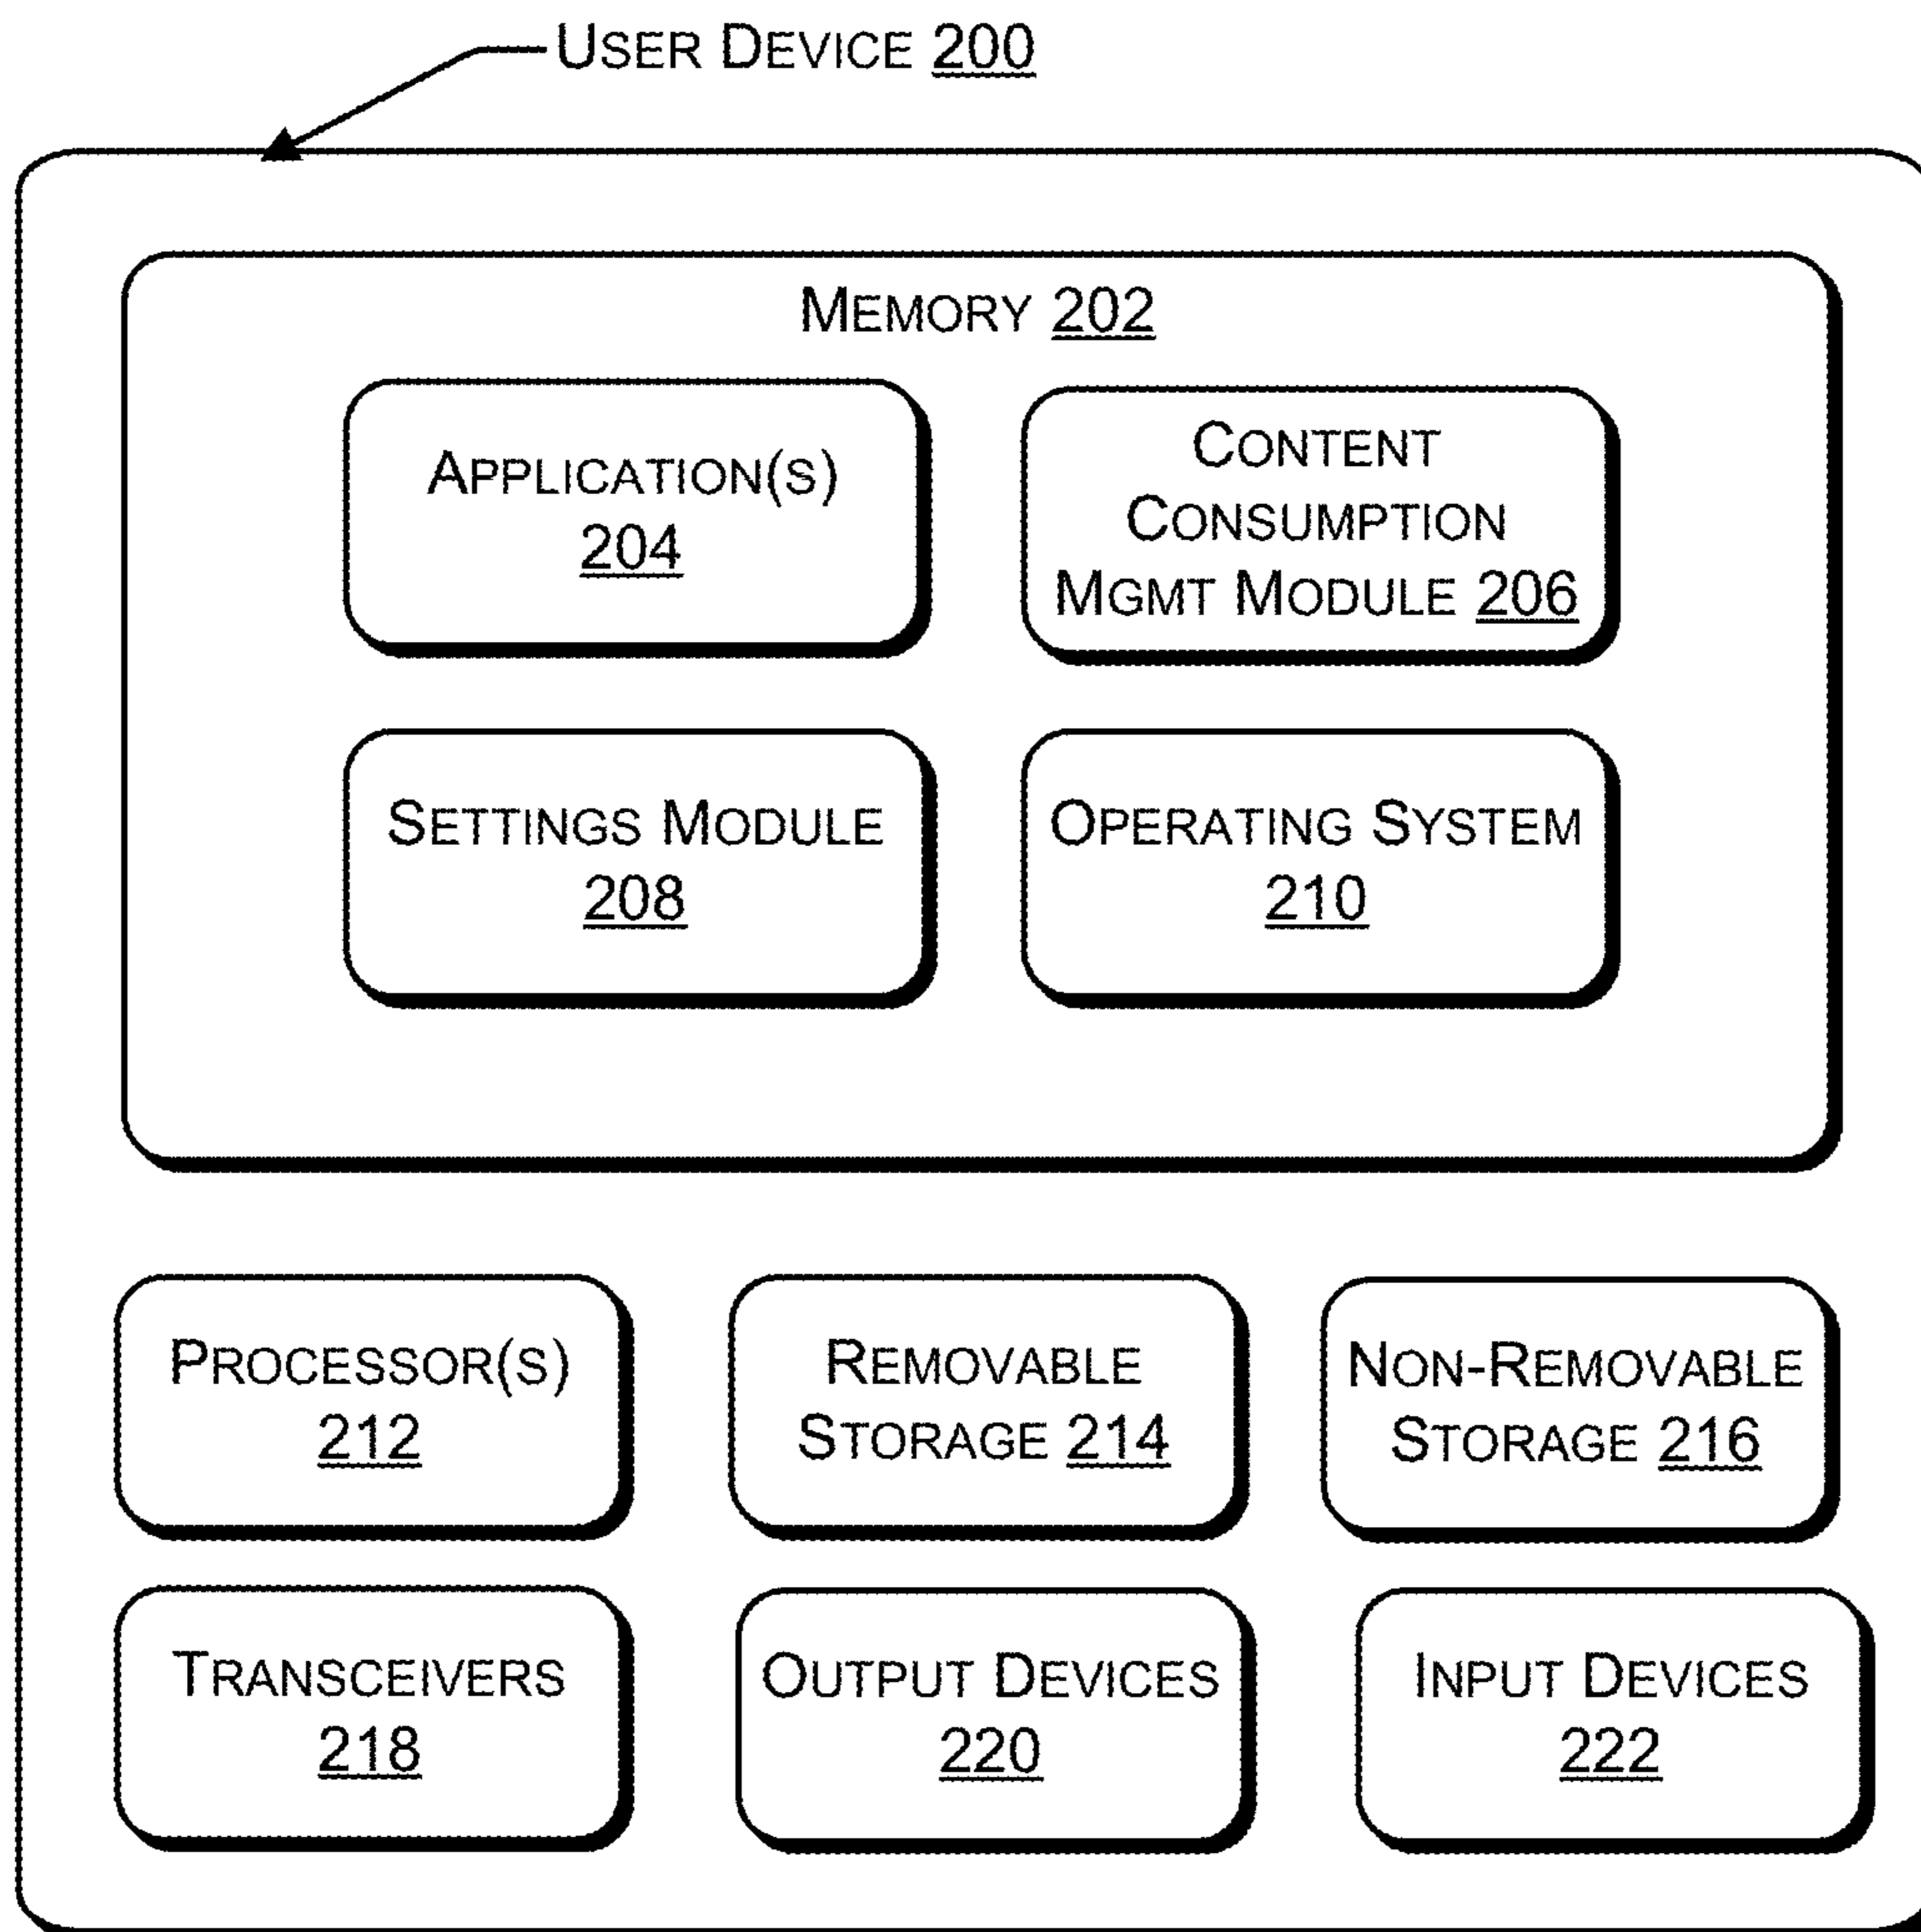 USER DEVICE 200
MEMORY 202
APPLICATION(S)
204
CONTENT
CONSUMPTION
MGMT MODULE 206
SETTINGS MODULE
208
OPERATING SYSTEM
210
PROCESSOR(S)
212
REMOVABLE
STORAGE 214
NON-REMOVABLE
STORAGE 216
TRANSCEIVERS
218
OUTPUT DEVICES
220
INPUT DEVICES
222